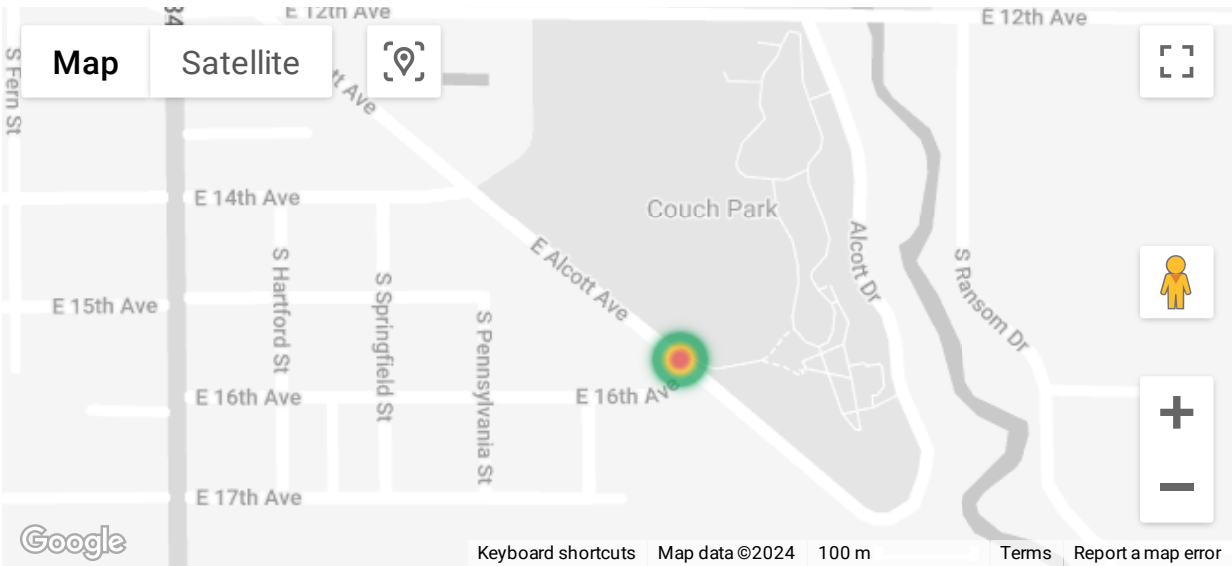 E 12th Ave
E 12th Ave
Map
Satellite
S Fern St
E 14th Ave
Couch Park
E Alcott Ave
Alcott Dr
S Ransom Dr
S Hartford St
S Springfield St
E 15th Ave
S Pennsylvania St
E 16th Ave
E 16th Ave
E 17th Ave
Google
Keyboard shortcuts
Map data ©2024
100 m
Terms
Report a map error